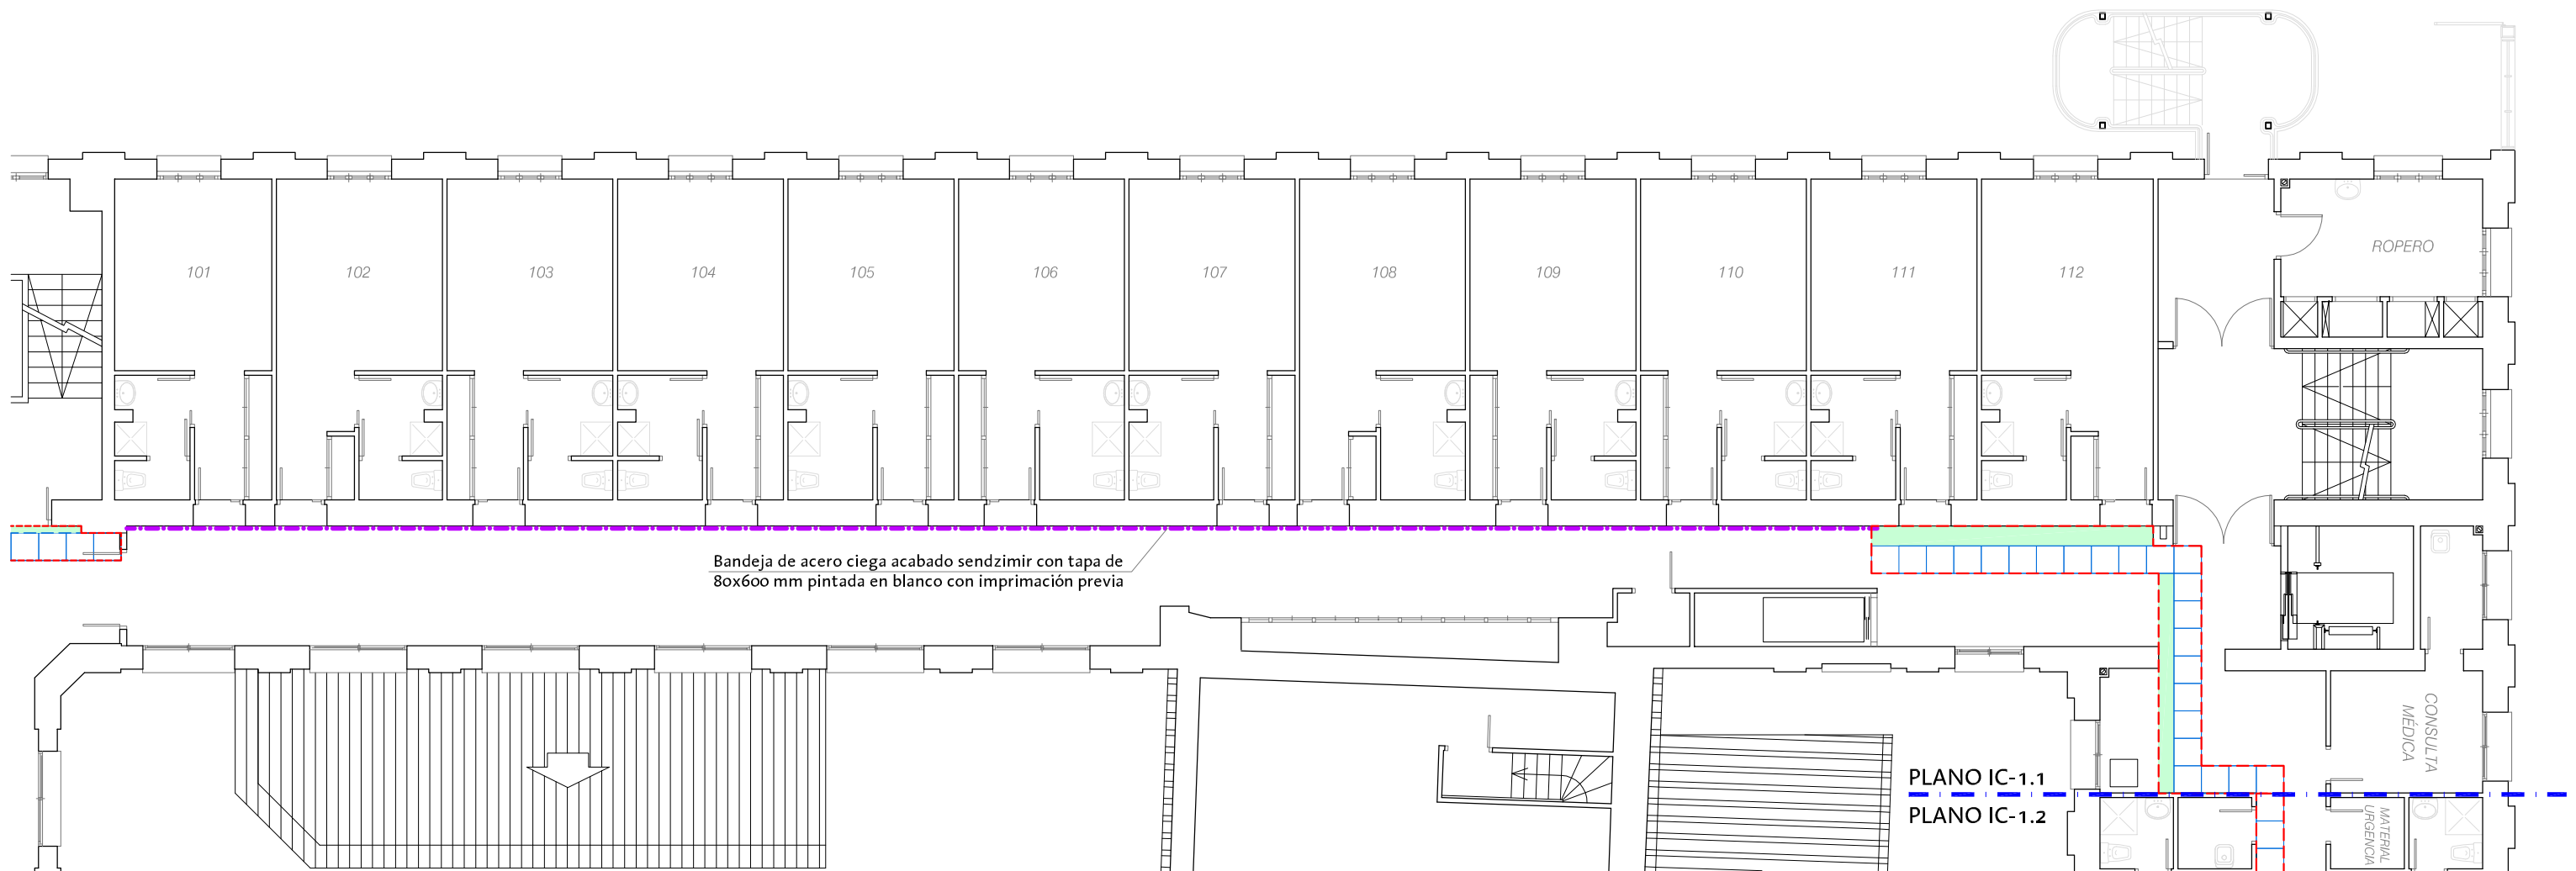 ROPERO
101
102
103
104
105
106
107
108
109
110
111
112
Bandeja de acero ciega acabado sendzimir con tapa de
80x600 mm pintada en blanco con imprimación previa
CONSULTA
MÉDICA
PLANO IC-1.1
PLANO IC-1.2
MATERIAL
URGENCIA